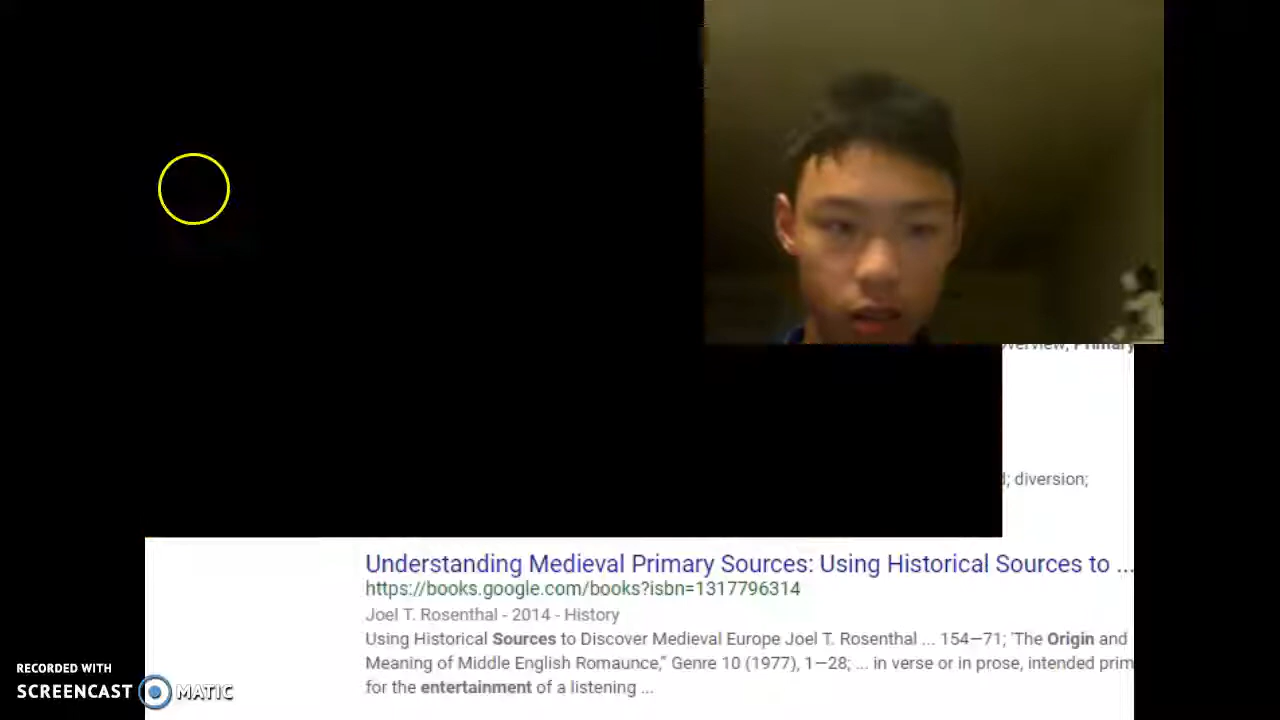 Primary
; diversion;
Understanding Medieval Primary Sources: Using Historical Sources to ...
https://books.google.com/books?isbn=1317796314
Joel T. Rosenthal - 2014 - History
Using Historical Sources to Discover Medieval Europe Joel T. Rosenthal ... 154—71; 'The Origin and
Meaning of Middle English Romaunce," Genre 10 (1977), 1—28; ... in verse or in prose, intended prim
for the entertainment of a listening ...
RECORDED WITH
SCREENCAST MATIC